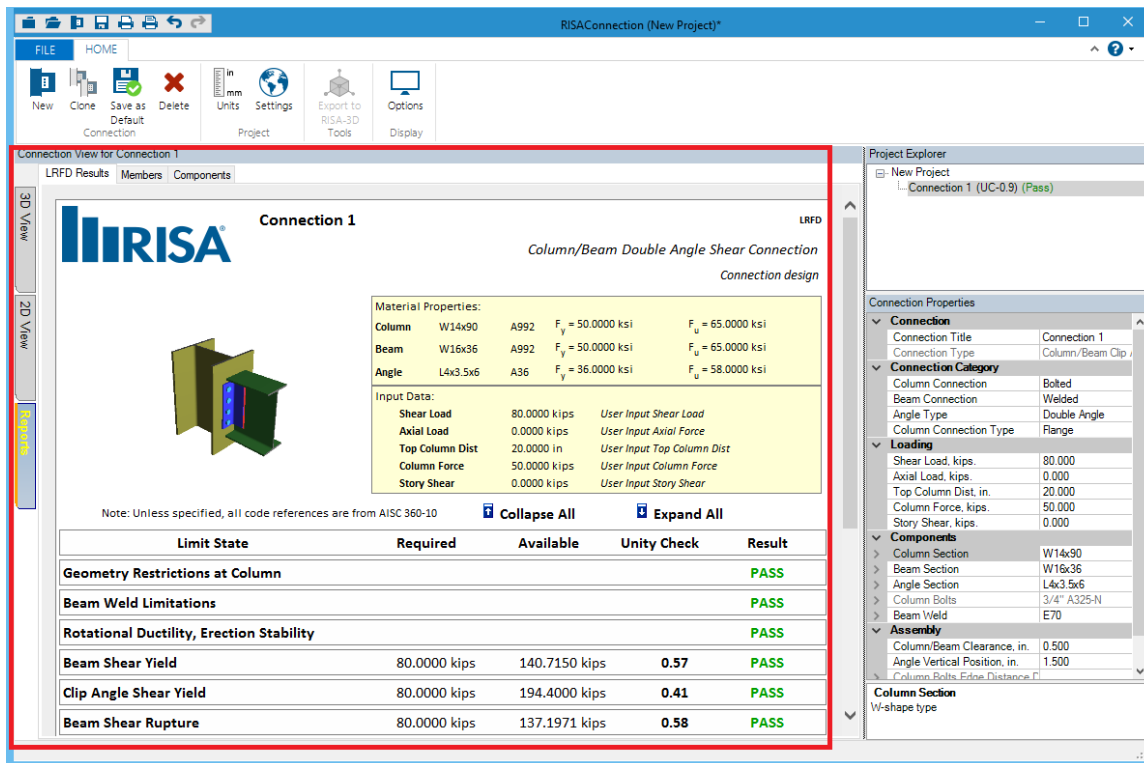 RISAConnection (New Project)*
FILE HOME
in
mm
New Clone Save as Default Delete Units Settings Export to RISA-3D Options
Connection Project Tools Display
Connection View for Connection 1
LRFD Results Members Components
3D View
2D View
Reports
RISA
Connection 1
LRFD
Column/Beam Double Angle Shear Connection
Connection design
Material Properties:
Column W14x90 A992 Fy = 50.0000 ksi Fu = 65.0000 ksi
Beam W16x36 A992 Fy = 50.0000 ksi Fu = 65.0000 ksi
Angle L4x3.5x6 A36 Fy = 36.0000 ksi Fu = 58.0000 ksi
Input Data:
Shear Load 80.0000 kips User Input Shear Load
Axial Load 0.0000 kips User Input Axial Force
Top Column Dist 20.0000 in User Input Top Column Dist
Column Force 50.0000 kips User Input Column Force
Story Shear 0.0000 kips User Input Story Shear
Note: Unless specified, all code references are from AISC 360-10 Collapse All Expand All
Limit State Required Available Unity Check Result
Geometry Restrictions at Column PASS
Beam Weld Limitations PASS
Rotational Ductility, Erection Stability PASS
Beam Shear Yield 80.0000 kips 140.7150 kips 0.57 PASS
Clip Angle Shear Yield 80.0000 kips 194.4000 kips 0.41 PASS
Beam Shear Rupture 80.0000 kips 137.1971 kips 0.58 PASS
Project Explorer
New Project
Connection 1 (UC-0.9) (Pass)
Connection Properties
Connection
Connection Title Connection 1
Connection Type Column/Beam Clip
Connection Category
Column Connection Bolted
Beam Connection Welded
Angle Type Double Angle
Column Connection Type Flange
Loading
Shear Load, kips. 80.000
Axial Load, kips. 0.000
Top Column Dist, in. 20.000
Column Force, kips. 50.000
Story Shear, kips. 0.000
Components
Column Section W14x90
Beam Section W16x36
Angle Section L4x3.5x6
Column Bolts 3/4" A325-N
Beam Weld E70
Assembly
Column/Beam Clearance, in. 0.500
Angle Vertical Position, in. 1.500
Column Bolts Edge Distance
Column Section
W-shape type